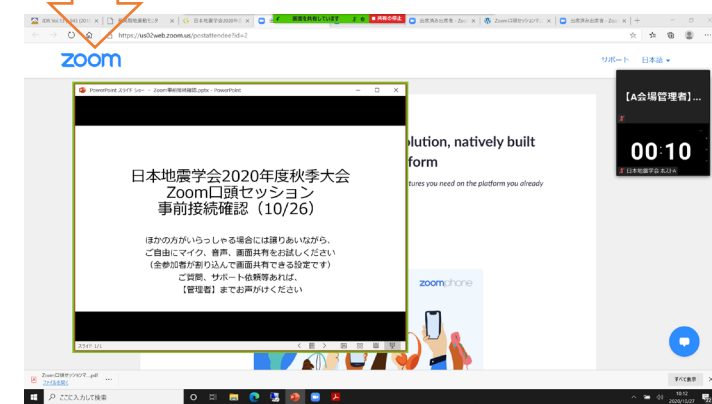 画面を共有しています
共有の停止
https://us02web.zoom.us/postattendee?id=2
zoom
サポート 日本語
PowerPoint スライド ショー - Zoom事前接続確認.pptx - PowerPoint
日本地震学会2020年度秋季大会
Zoom口頭セッション
事前接続確認（10/26）
ほかの方がいらっしゃる場合には譲りあいながら、
ご自由にマイク、音声、画面共有をお試しください
（全参加者が割り込んで画面共有できる設定です）
ご質問、サポート依頼等あれば、
【管理者】までお声がけください
スライド 1/1
olution, natively built
form
tures you need on the platform you already
zoomphone
【A会場管理者】...
00:10
日本地震学会 ホストA
ファイルを開く
すべて表示
ここに入力して検索
18:12
2020/10/27